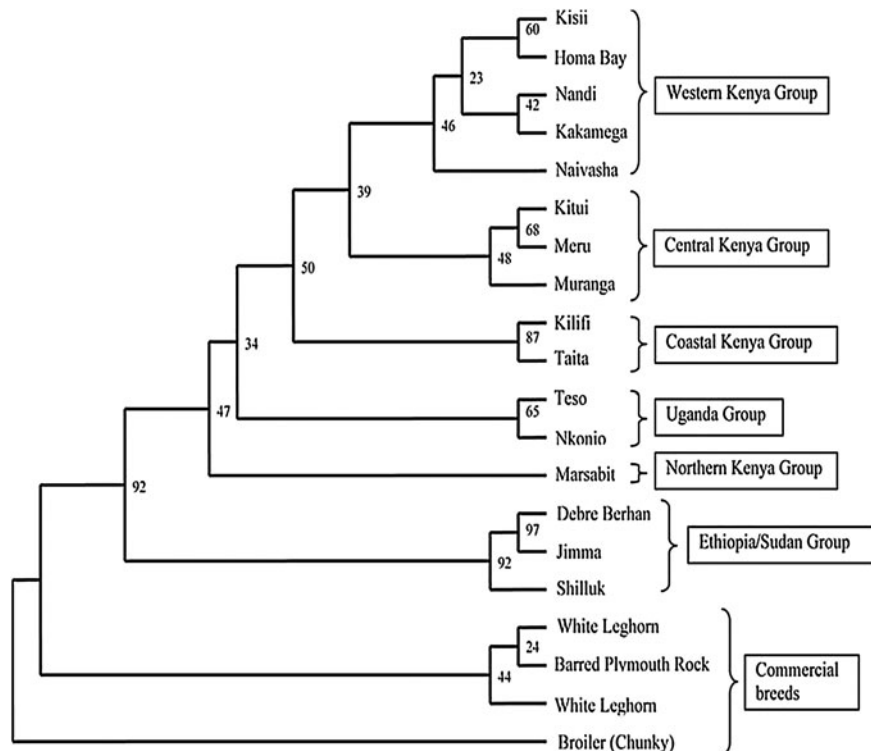 Kisii
60
Homa Bay
23
Nandi
42
Kakamega
46
Naivasha
Western Kenya Group
39
Kitui
68
Meru
48
Muranga
Central Kenya Group
50
Kilifi
87
Taita
Coastal Kenya Group
34
Teso
65
Nkonio
Uganda Group
47
Marsabit
Northern Kenya Group
92
Debre Berhan
97
Jimma
92
Shilluk
Ethiopia/Sudan Group
White Leghorn
24
Barred Plvmouth Rock
44
White Leghorn
Broiler (Chunky)
Commercial
breeds